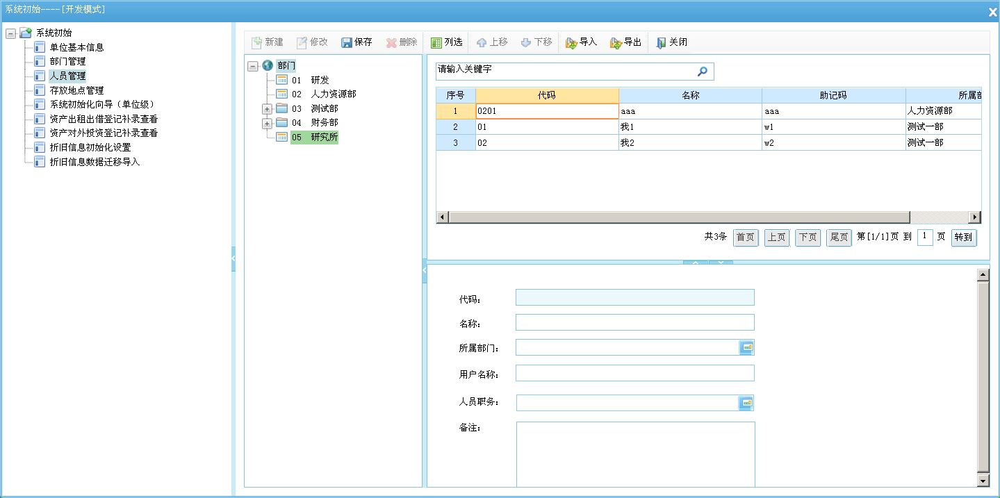 系统初始----[开发模式]
系统初始
单位基本信息
部门管理
人员管理
存放地点管理
系统初始化向导（单位级）
资产出租出借登记补录查看
资产对外投资登记补录查看
折旧信息初始化设置
折旧信息数据迁移导入
新建 修改 保存 删除 列选 上移 下移 导入 导出 关闭
部门
01 研发
02 人力资源部
03 测试部
04 财务部
05 研究所
请输入关键字
序号 代码 名称 助记码 所属部
1 0201 aaa aaa 人力资源部
2 01 我1 w1 测试一部
3 02 我2 w2 测试一部
共3条 首页 上页 下页 尾页 第[1/1]页 到 1 页 转到
代码:
名称:
所属部门:
用户名称:
人员职务:
备注: